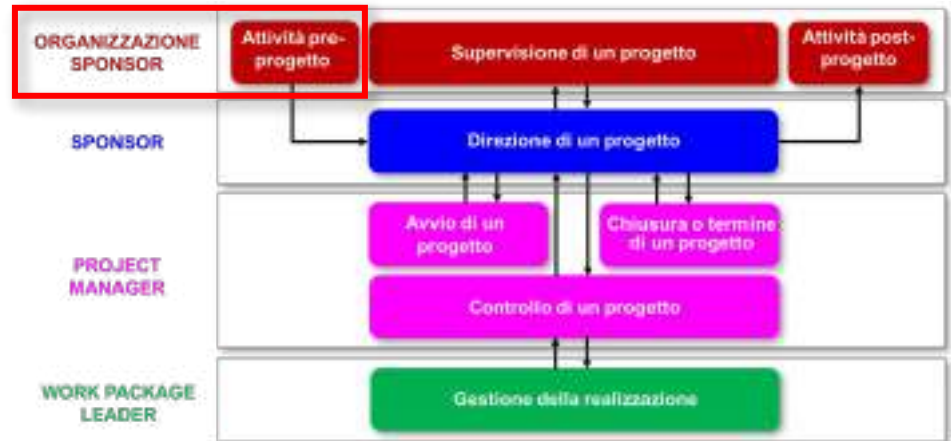 ORGANIZZAZIONE
SPONSOR
Attività pre-
progetto
Supervisione di un progetto
Attività post-
progetto
SPONSOR
Direzione di un progetto
Avvio di un
progetto
Chiusura o termine
di un progetto
PROJECT
MANAGER
Controllo di un progetto
WORK PACKAGE
LEADER
Gestione della realizzazione